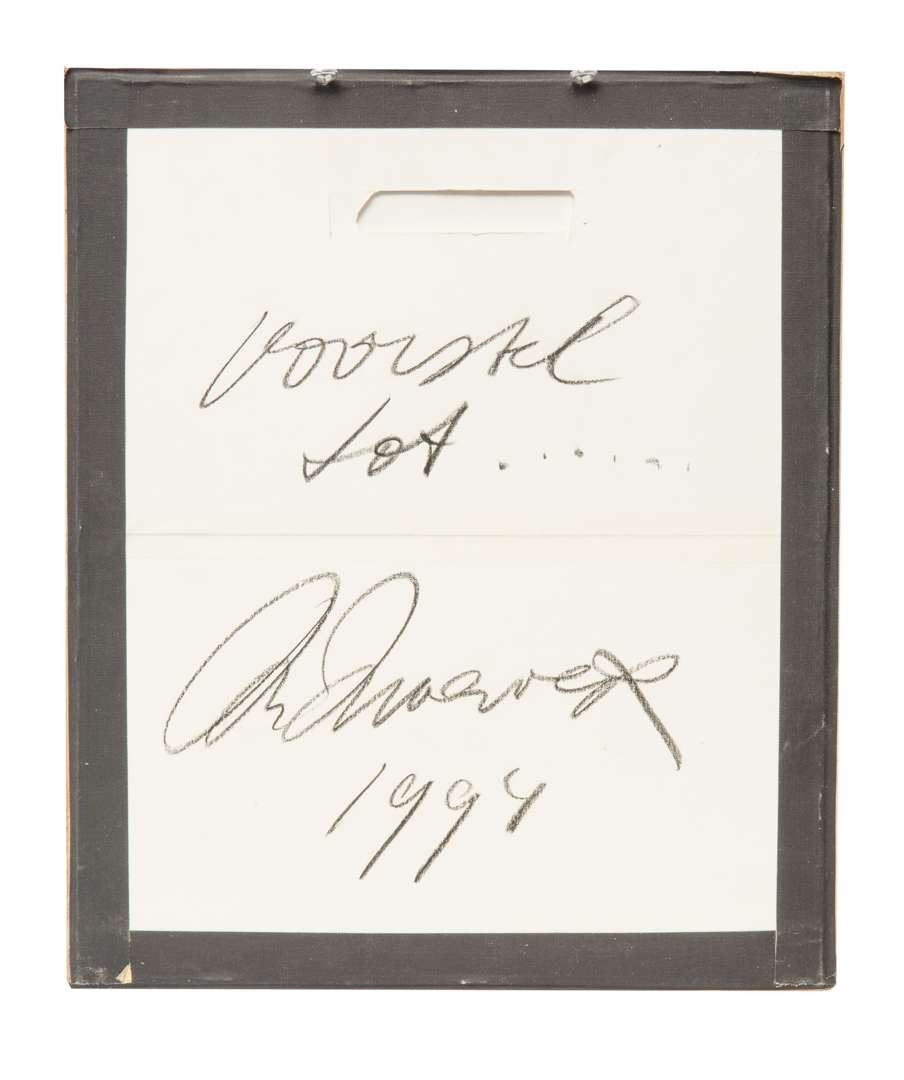 Voorstel
tot .......
1994